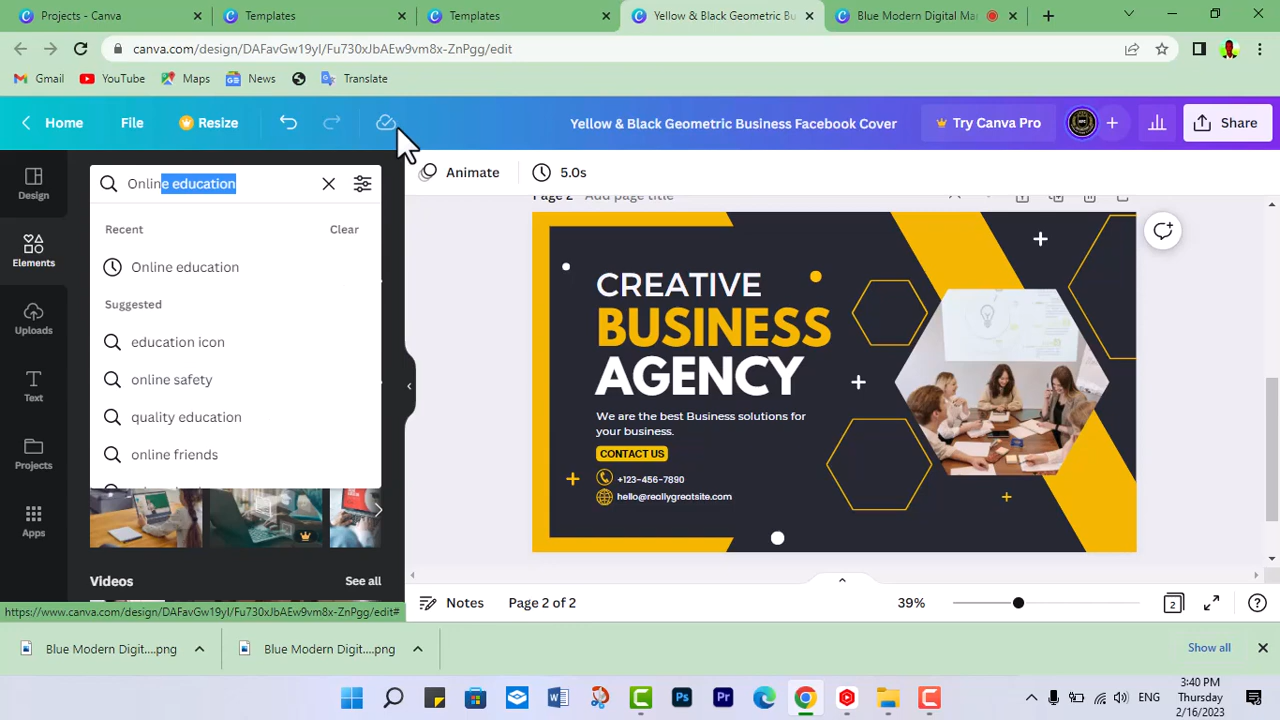 Projects - Canva
Templates
Templates
Yellow & Black Geometric Bu
Blue Modern Digital Ma
canva.com/design/DAFavGw19yI/Fu730xJbAEw9vm8x-ZnPgg/edit
Gmail
YouTube
Maps
News
Translate
Home
File
Resize
Yellow & Black Geometric Business Facebook Cover
Try Canva Pro
Share
Design
Elements
Uploads
Text
Projects
Apps
Online education
Recent
Clear
Online education
Suggested
education icon
online safety
quality education
online friends
Videos
See all
Animate
5.0s
Page 2
Add page title
CREATIVE
BUSINESS
AGENCY
We are the best Business solutions for
your business.
CONTACT US
+123-456-7890
hello@reallygreatsite.com
https://www.canva.com/design/DAFavGw19yI/Fu730xJbAEw9vm8x-ZnPgg/edit#
Notes
Page 2 of 2
39%
2
Blue Modern Digit....png
Blue Modern Digit....png
Show all
ENG
3:40 PM
Thursday
2/16/2023